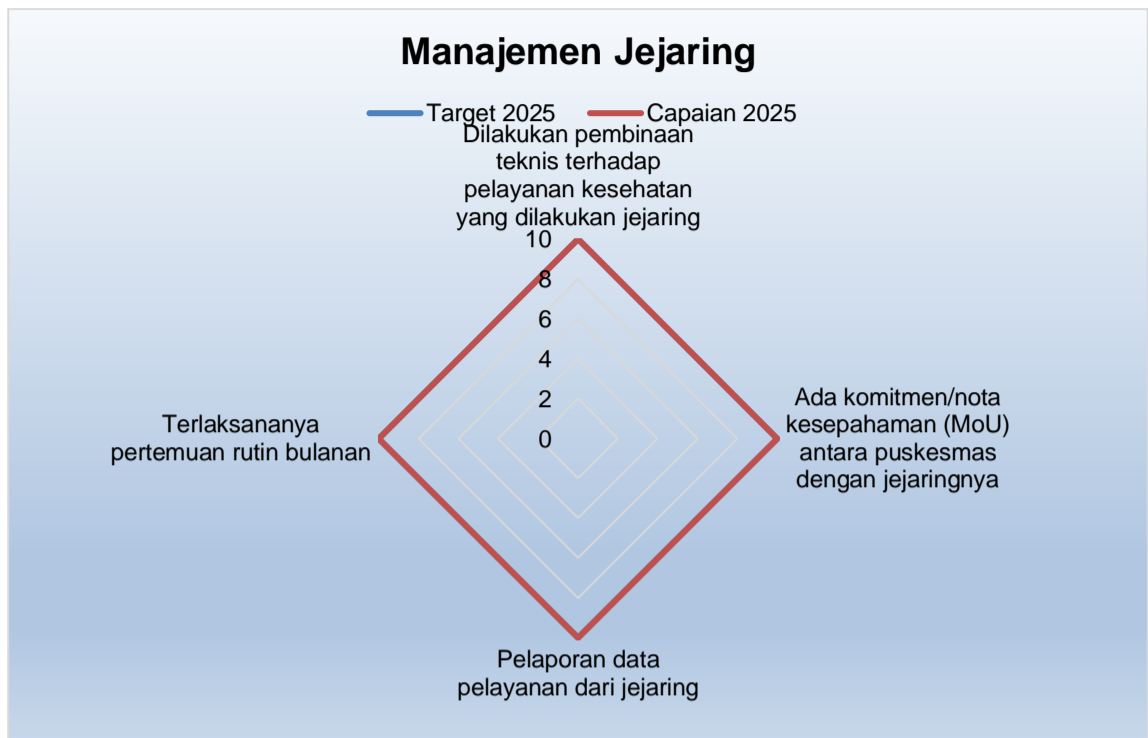 Manajemen Jejaring
Target 2025 Capaian 2025
Dilakukan pembinaan
teknis terhadap
pelayanan kesehatan
yang dilakukan jejaring
10
8
6
4
2
0
Ada komitmen/nota
kesepahaman (MoU)
antara puskesmas
dengan jejaringnya
Pelaporan data
pelayanan dari jejaring
Terlaksananya
pertemuan rutin bulanan